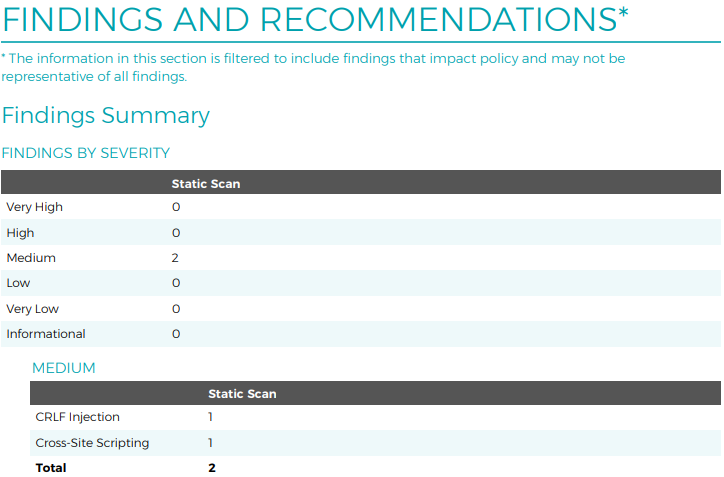 FINDINGS AND RECOMMENDATIONS*
* The information in this section is filtered to include findings that impact policy and may not be
representative of all findings.
Findings Summary
FINDINGS BY SEVERITY
Static Scan
Very High 0
High 0
Medium 2
Low 0
Very Low 0
Informational 0
MEDIUM
Static Scan
CRLF Injection 1
Cross-Site Scripting 1
Total 2